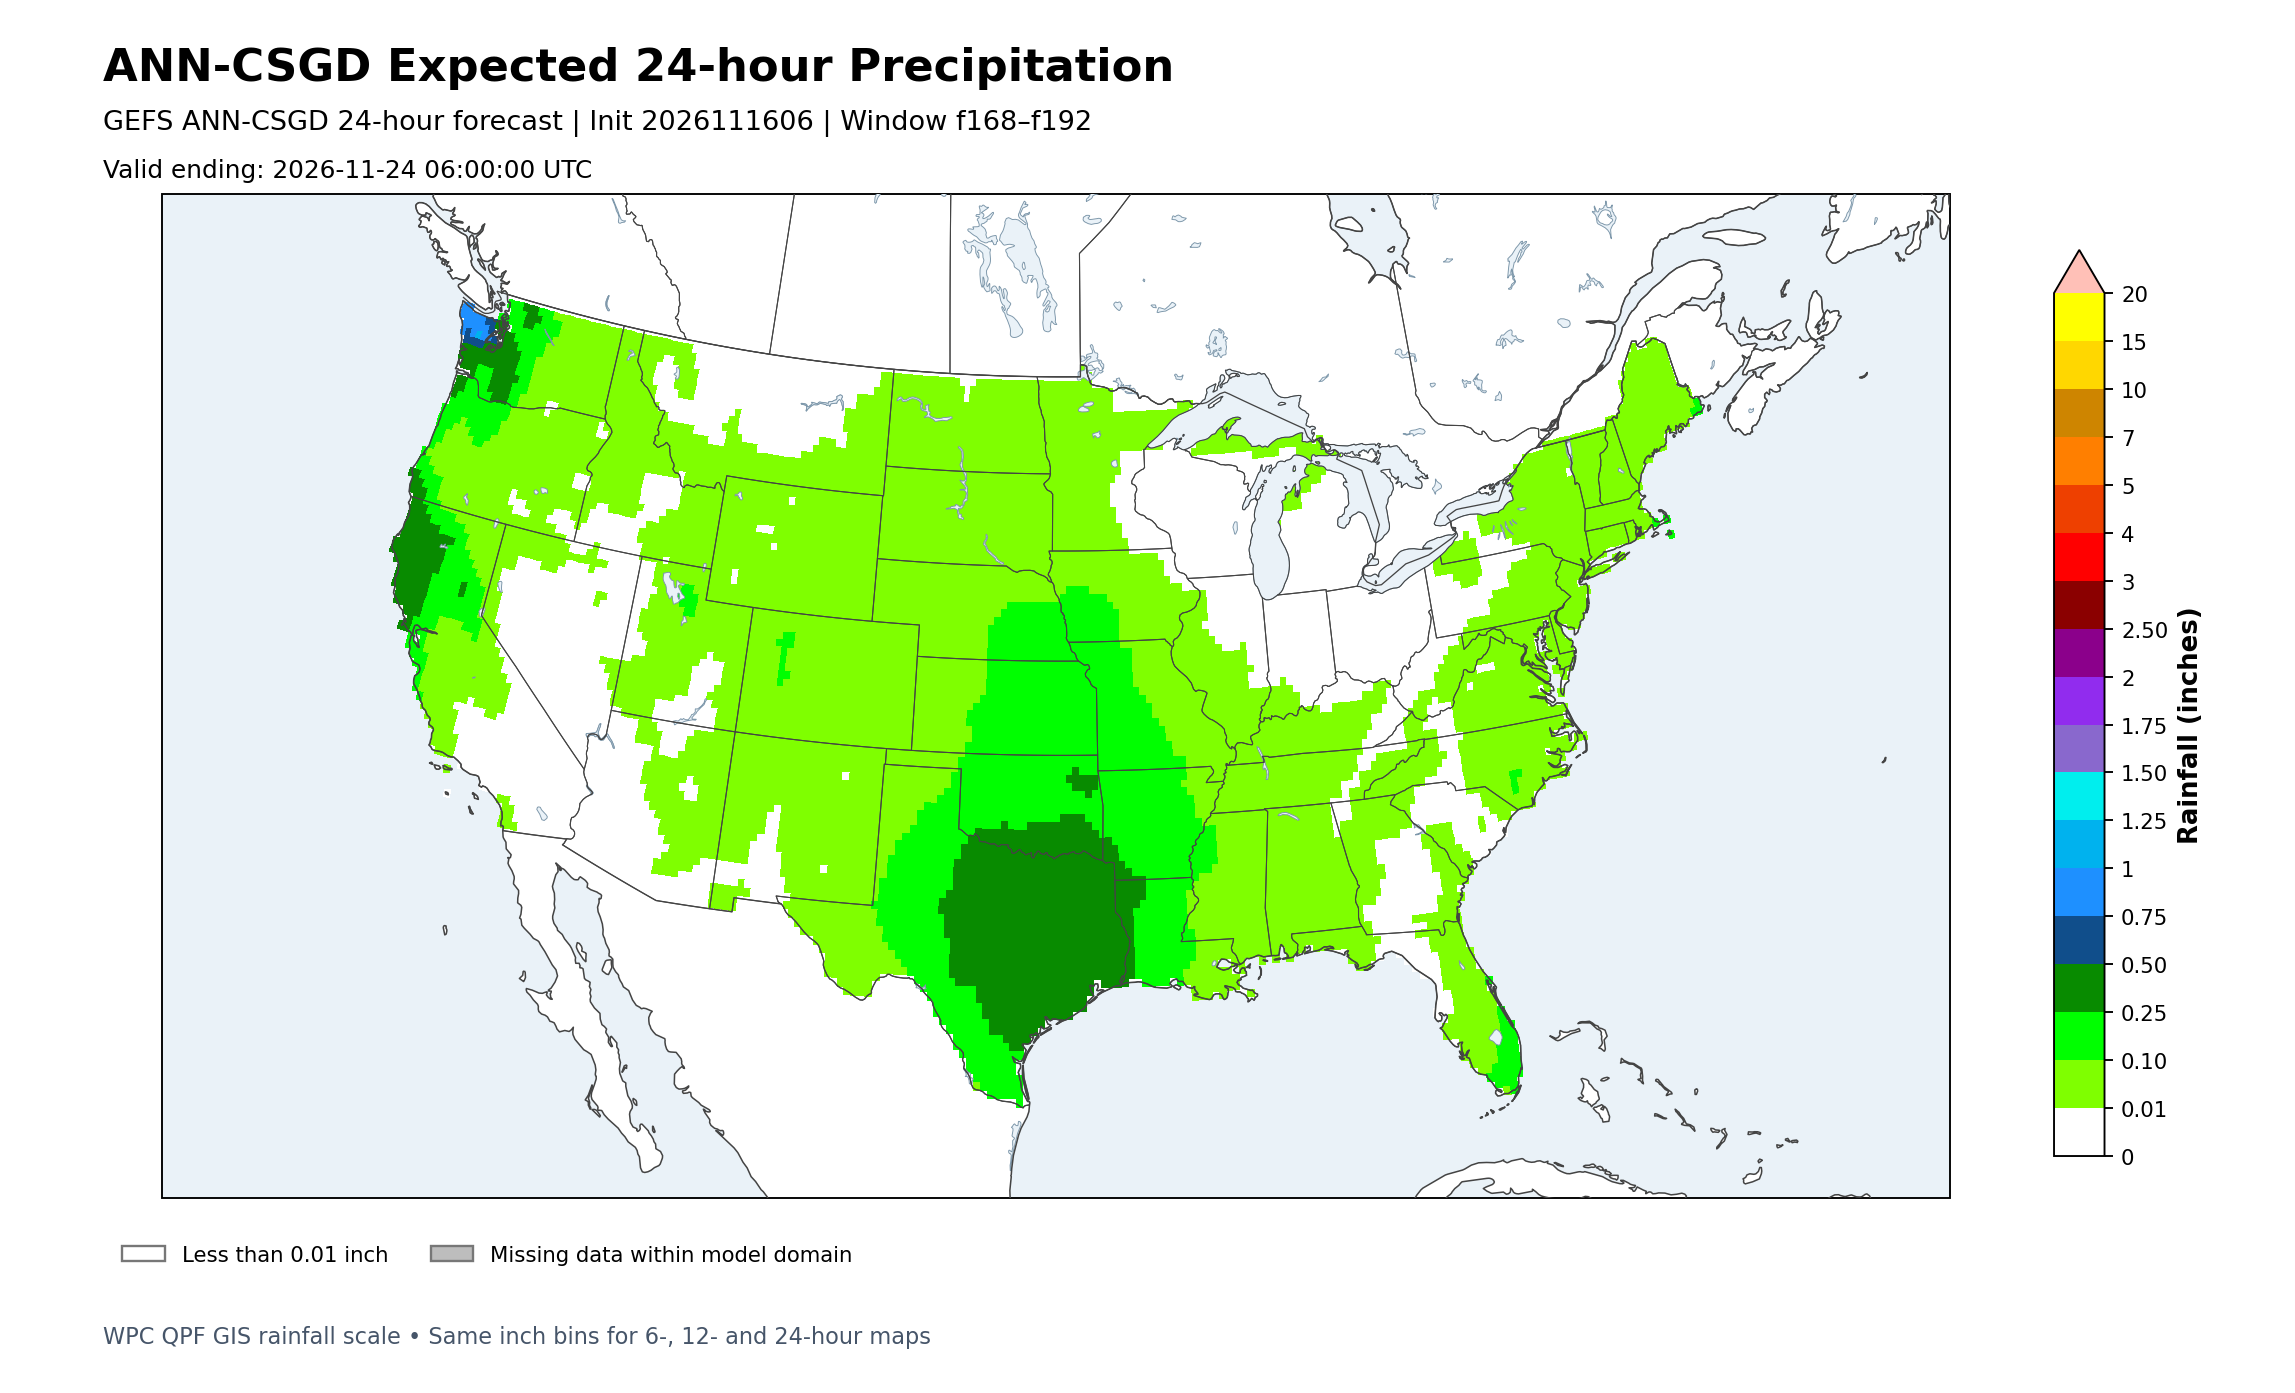 ANN-CSGD Expected 24-hour Precipitation
GEFS ANN-CSGD 24-hour forecast | Init 2026111606 | Window f168–f192
Valid ending: 2026-11-24 06:00:00 UTC
20
15
10
7
5
4
3
2.50
2
1.75
1.50
1.25
1
0.75
0.50
0.25
0.10
0.01
0
Rainfall (inches)
Less than 0.01 inch
Missing data within model domain
WPC QPF GIS rainfall scale • Same inch bins for 6-, 12- and 24-hour maps